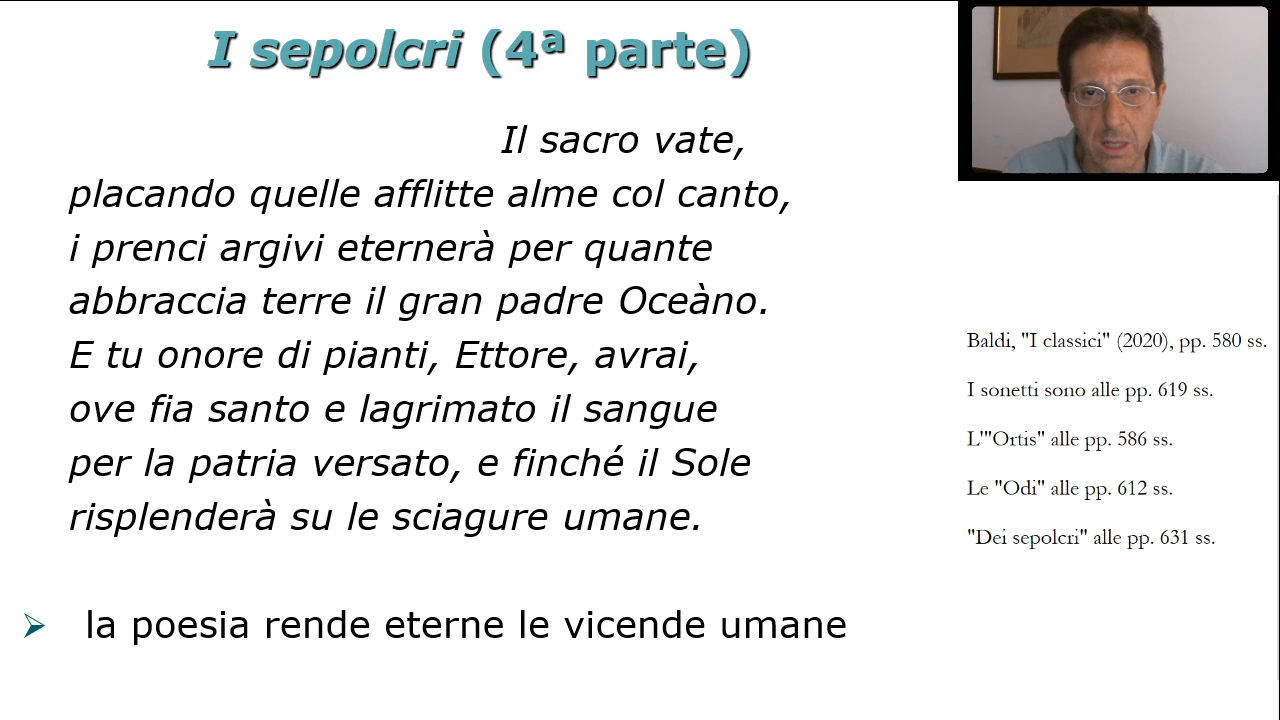 I sepolcri (4ª parte)
Il sacro vate,
placando quelle afflitte alme col canto,
i prenci argivi eternerà per quante
abbraccia terre il gran padre Oceàno.
E tu onore di pianti, Ettore, avrai,
ove fia santo e lagrimato il sangue
per la patria versato, e finché il Sole
risplenderà su le sciagure umane.
la poesia rende eterne le vicende umane
Baldi, "I classici" (2020), pp. 580 ss.
I sonetti sono alle pp. 619 ss.
L'"Ortis" alle pp. 586 ss.
Le "Odi" alle pp. 612 ss.
"Dei sepolcri" alle pp. 631 ss.